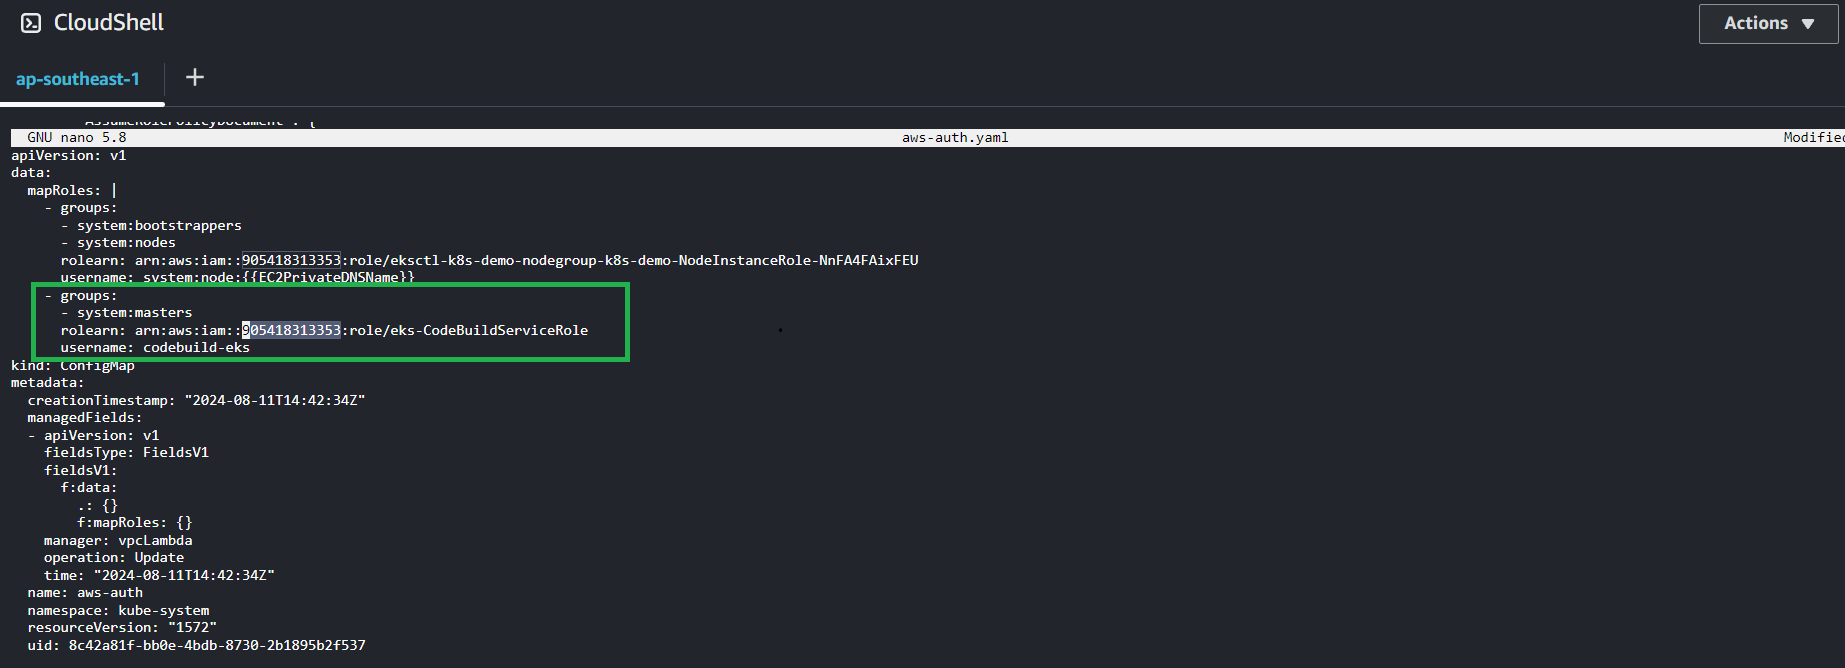 CloudShell
Actions ▼
ap-southeast-1
+
AssumeRolePolicyDocument : {
GNU nano 5.8 aws-auth.yaml Modified
apiVersion: v1
data:
  mapRoles: |
    - groups:
      - system:bootstrappers
      - system:nodes
      rolearn: arn:aws:iam::905418313353:role/eksctl-k8s-demo-nodegroup-k8s-demo-NodeInstanceRole-NnFA4FAixFEU
      username: system:node:{{EC2PrivateDNSName}}
    - groups:
      - system:masters
      rolearn: arn:aws:iam::905418313353:role/eks-CodeBuildServiceRole
      username: codebuild-eks
kind: ConfigMap
metadata:
  creationTimestamp: "2024-08-11T14:42:34Z"
  managedFields:
  - apiVersion: v1
    fieldsType: FieldsV1
    fieldsV1:
      f:data:
        .: {}
        f:mapRoles: {}
    manager: vpcLambda
    operation: Update
    time: "2024-08-11T14:42:34Z"
  name: aws-auth
  namespace: kube-system
  resourceVersion: "1572"
  uid: 8c42a81f-bb0e-4bdb-8730-2b1895b2f537